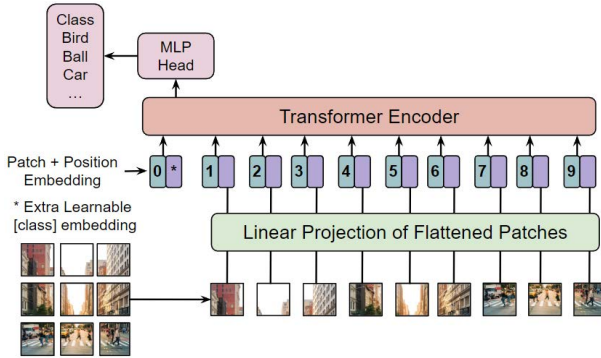 Class
Bird
Ball
Car
...
MLP
Head
Transformer Encoder
Patch + Position
Embedding
0 * 1 2 3 4 5 6 7 8 9
* Extra Learnable
[class] embedding
Linear Projection of Flattened Patches